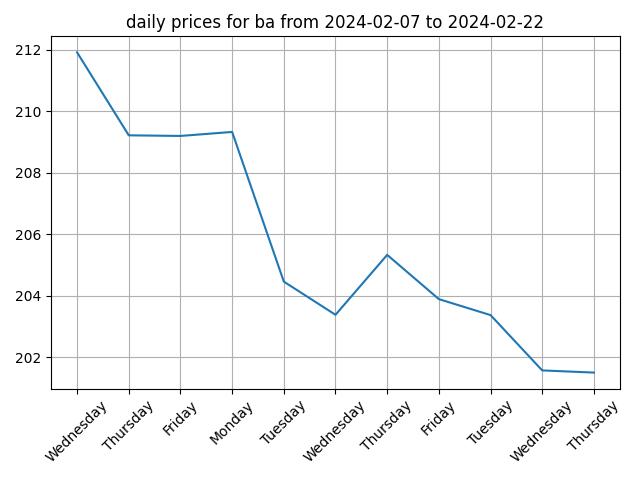 daily prices for ba from 2024-02-07 to 2024-02-22
212
210
208
206
204
202
Wednesday
Thursday
Friday
Monday
Tuesday
Wednesday
Thursday
Friday
Tuesday
Wednesday
Thursday